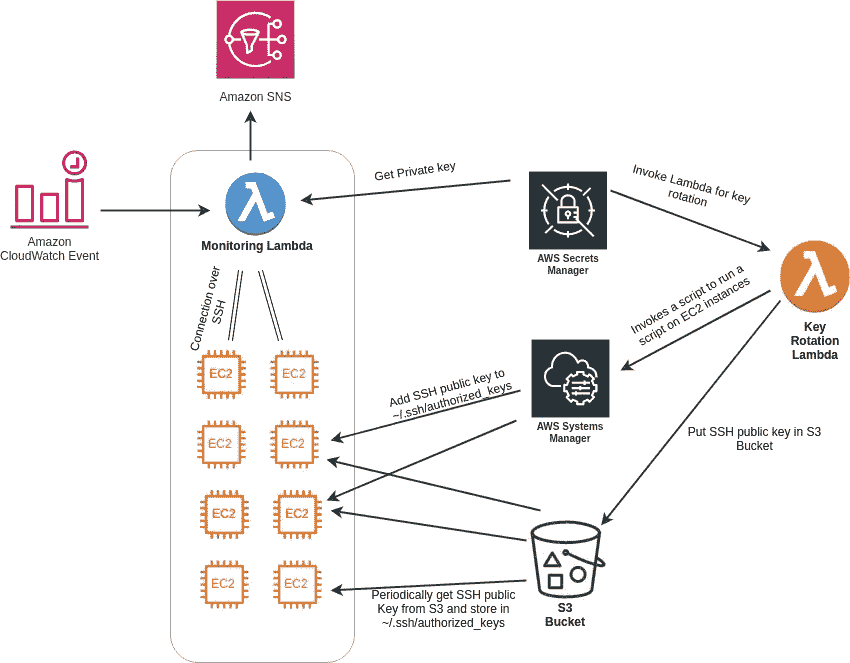 Amazon SNS
Get Private key
Invoke Lambda for key
rotation
Amazon
CloudWatch Event
Monitoring Lambda
AWS Secrets
Manager
Connection over
SSH
Invokes a script to run a
script on EC2 instances
Key
Rotation
Lambda
EC2
EC2
Add SSH public key to
~/.ssh/authorized_keys
AWS Systems
Manager
Put SSH public key in S3
Bucket
EC2
EC2
EC2
EC2
EC2
EC2
Periodically get SSH public
Key from S3 and store in
~/.ssh/authorized_keys
S3
Bucket